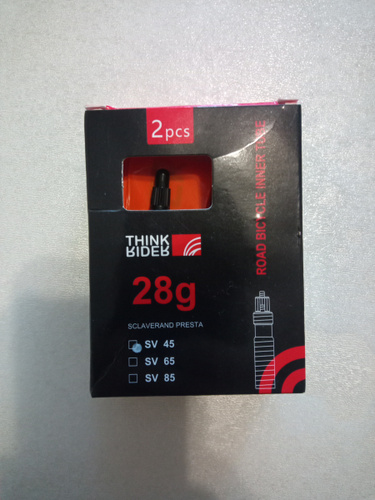 2pcs
THINK
RIDER
28g
SCLAVERAND PRESTA
SV 45
SV 65
SV 85
ROAD BICYCLE INNER TUBE